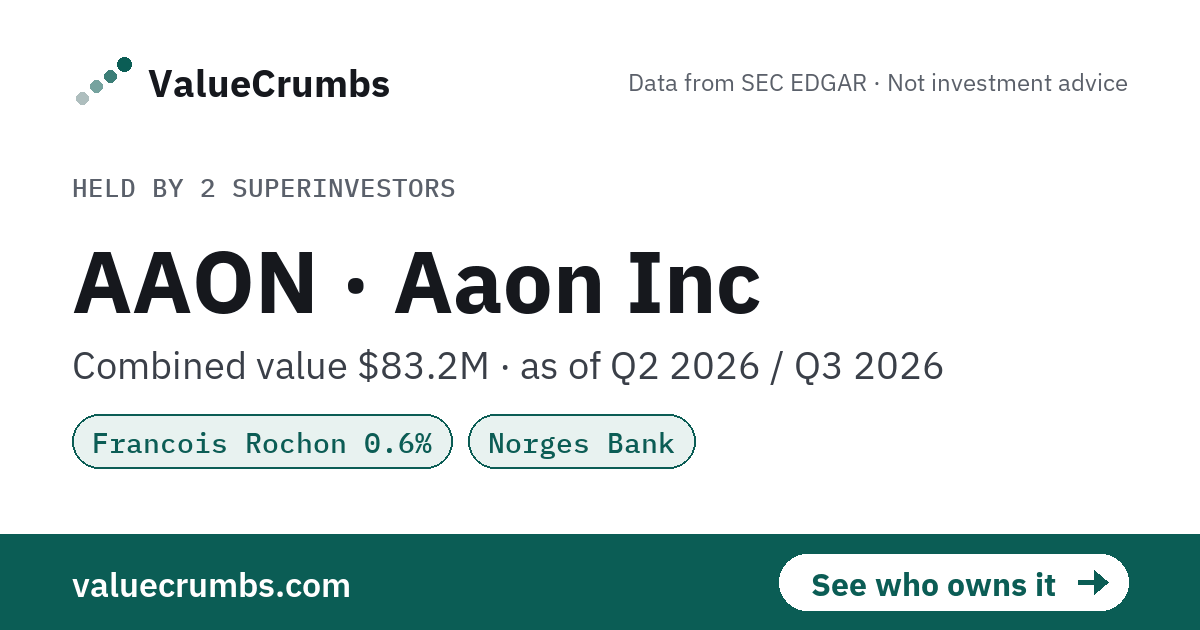 ValueCrumbs
Data from SEC EDGAR · Not investment advice
HELD BY 2 SUPERINVESTORS
AAON · Aaon Inc
Combined value $83.2M · as of Q2 2026 / Q3 2026
Francois Rochon 0.6%
Norges Bank
valuecrumbs.com
See who owns it →